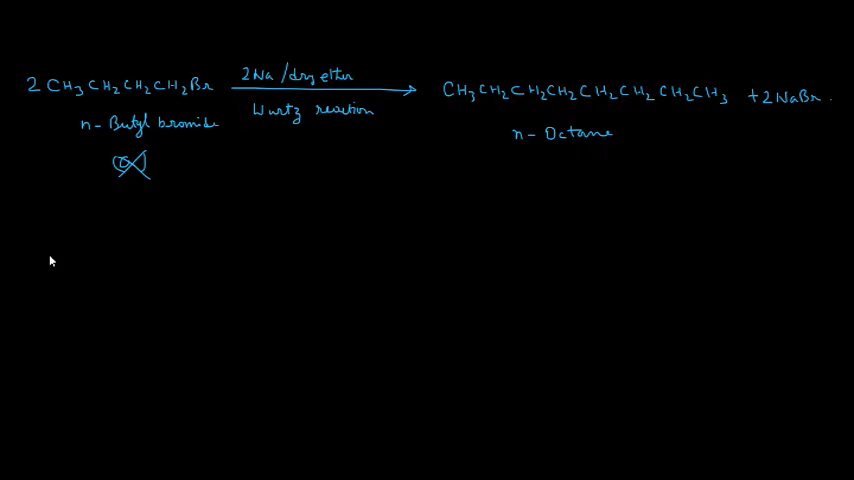 2 CH₃CH₂CH₂CH₂Br 2Na/dry ether CH₃CH₂CH₂CH₂CH₂CH₂CH₂CH₃ + 2NaBr.
n-Butyl bromide Wurtz reaction n-Octane